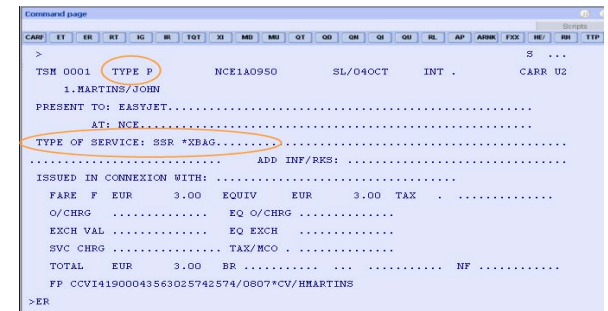 Command page
Scripts
CARF ET ER RT IG IR TQT XI MD MU QT QD QN QI QU RL AP ARNK FXX HE/ RH TTP
> S ...
TSM 0001 TYPE P NCE1A0950 SL/04OCT INT . CARR U2
1.MARTINS/JOHN
PRESENT TO: EASYJET.......................................
AT: NCE...........................................
TYPE OF SERVICE: SSR *XBAG.....................................
............................ ADD INF/RKS: ........................
ISSUED IN CONNEXION WITH: .............................
FARE F EUR 3.00 EQUIV EUR 3.00 TAX . .............
O/CHRG ............. EQ O/CHRG .............
EXCH VAL ............. EQ EXCH .............
SVC CHRG ............. TAX/MCO . .............
TOTAL EUR 3.00 BR .......... ... .......... NF ...........
FP CCVI4190004356302574 2574/0807*CV/HMARTINS
>ER